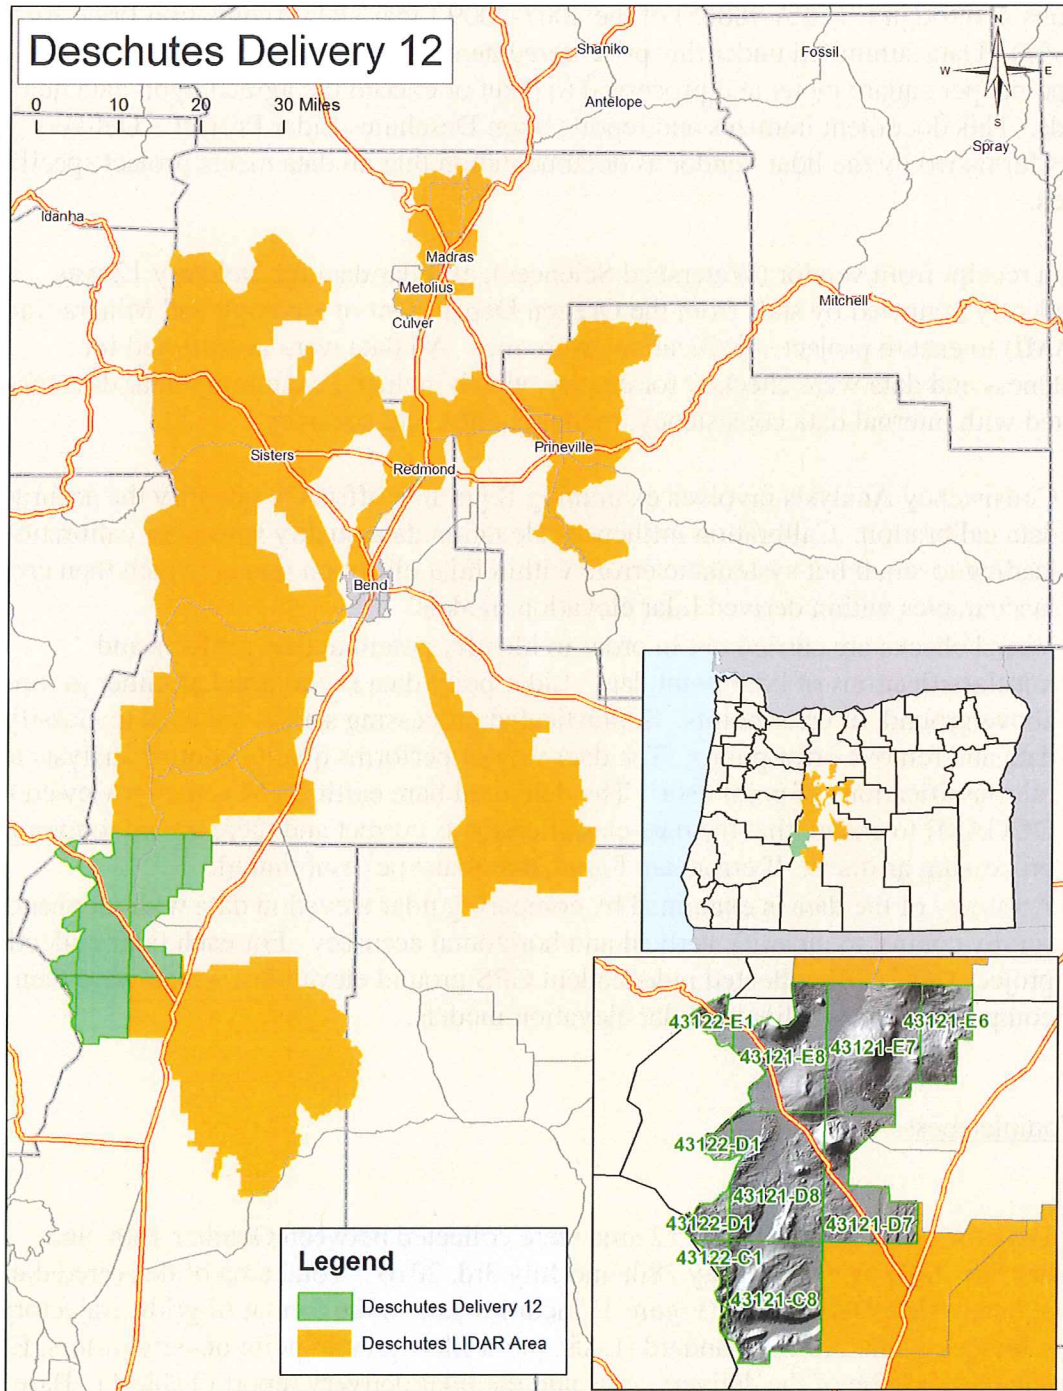 Deschutes Delivery 12
0 10 20 30 Miles
N
W E
S
Shaniko
Fossil
Antelope
Spray
Idanha
Madras
Metolius
Mitchell
Culver
Prineville
Sisters
Redmond
Bend
43122-E1
43121-E6
43121-E8
43121-E7
43122-D1
43121-D8
43122-D1
43121-D7
43122-C1
43121-C8
Legend
Deschutes Delivery 12
Deschutes LIDAR Area